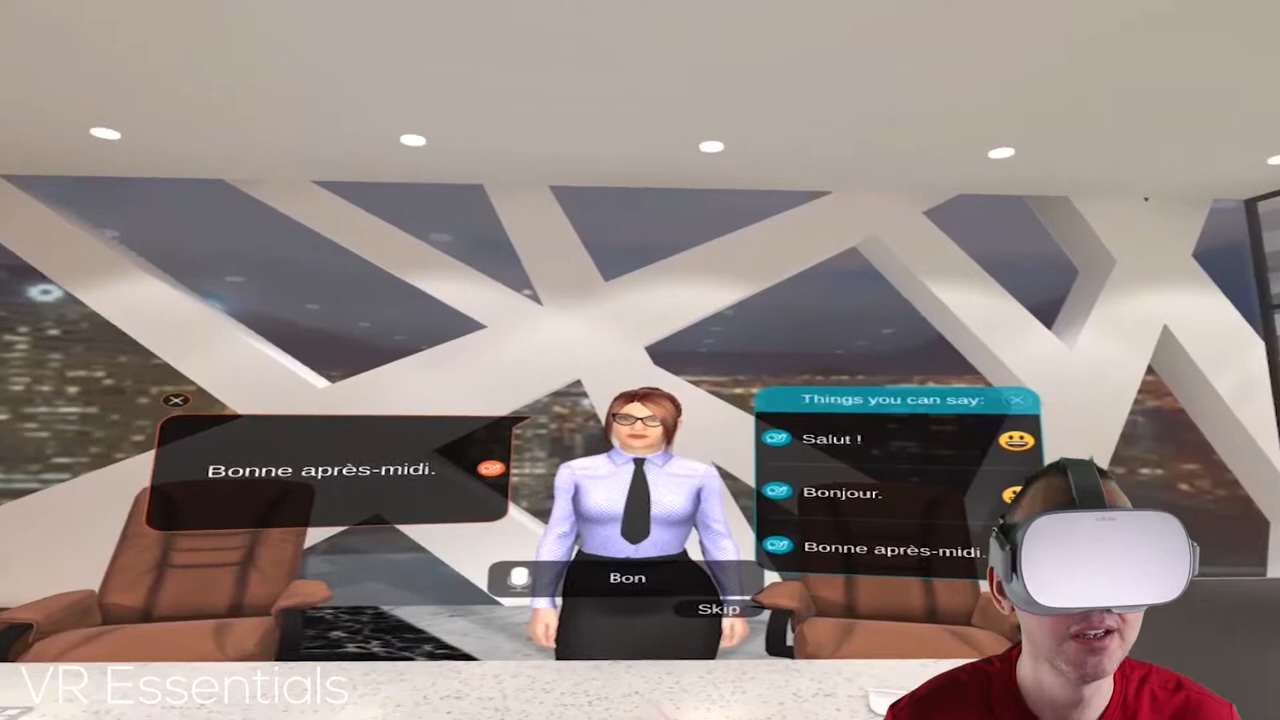 Things you can say:
Salut !
Bonne après-midi.
Bonjour.
Bonne après-midi.
Bon
Skip
VR Essentials